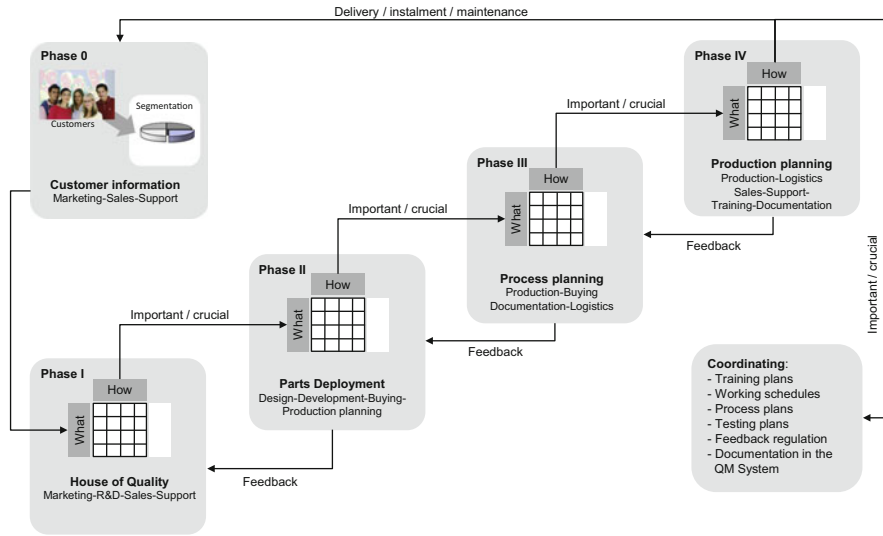 Delivery / instalment / maintenance
Phase 0
Customers
Segmentation
Customer information
Marketing-Sales-Support
Phase IV
How
What
Production planning
Production-Logistics
Sales-Support-
Training-Documentation
Important / crucial
Phase III
How
What
Process planning
Production-Buying
Documentation-Logistics
Feedback
Important / crucial
Phase II
How
What
Parts Deployment
Design-Development-Buying-
Production planning
Feedback
Important / crucial
Phase I
How
What
House of Quality
Marketing-R&D-Sales-Support
Feedback
Important / crucial
Coordinating:
- Training plans
- Working schedules
- Process plans
- Testing plans
- Feedback regulation
- Documentation in the
QM System